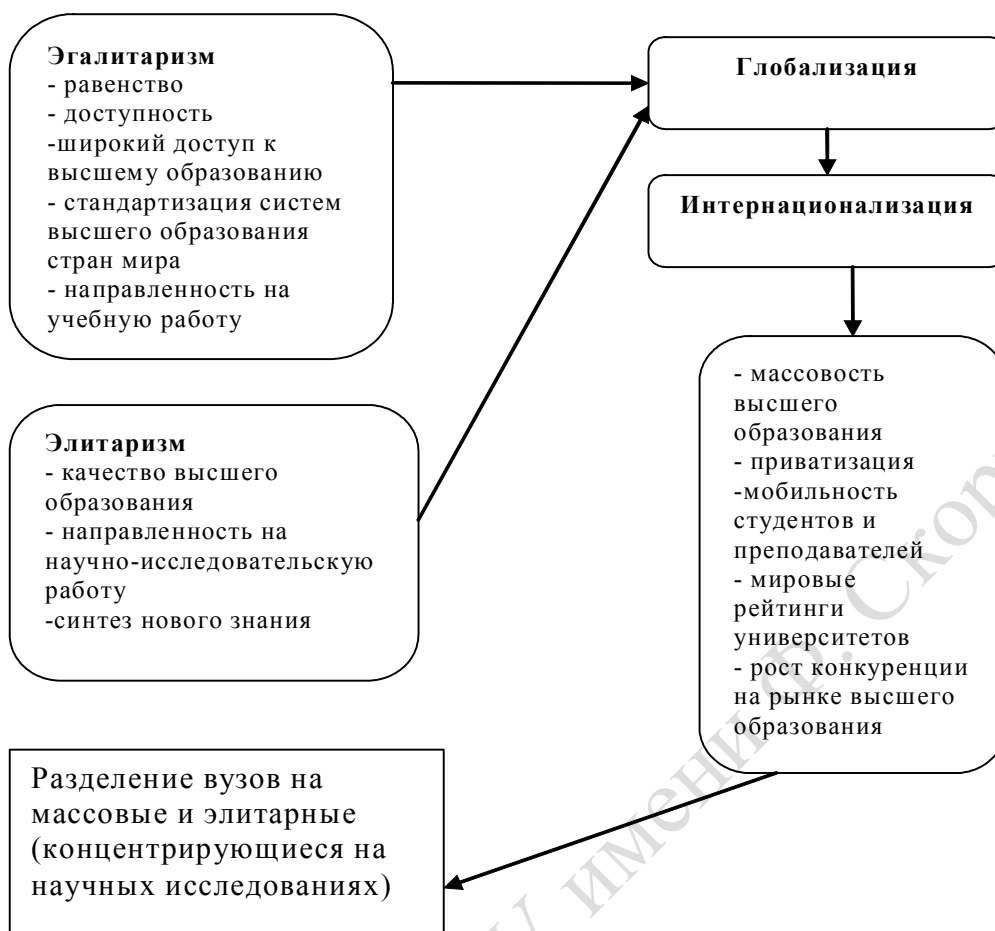 Эгалитаризм
- равенство
- доступность
-широкий доступ к
высшему образованию
- стандартизация систем
высшего образования
стран мира
- направленность на
учебную работу
Элитаризм
- качество высшего
образования
- направленность на
научно-исследовательскую
работу
-синтез нового знания
Глобализация
Интернационализация
- массовость
высшего
образования
- приватизация
-мобильность
студентов и
преподавателей
- мировые
рейтинги
университетов
- рост конкуренции
на рынке высшего
образования
Разделение вузов на
массовые и элитарные
(концентрирующиеся на
научных исследованиях)
имени Ф.